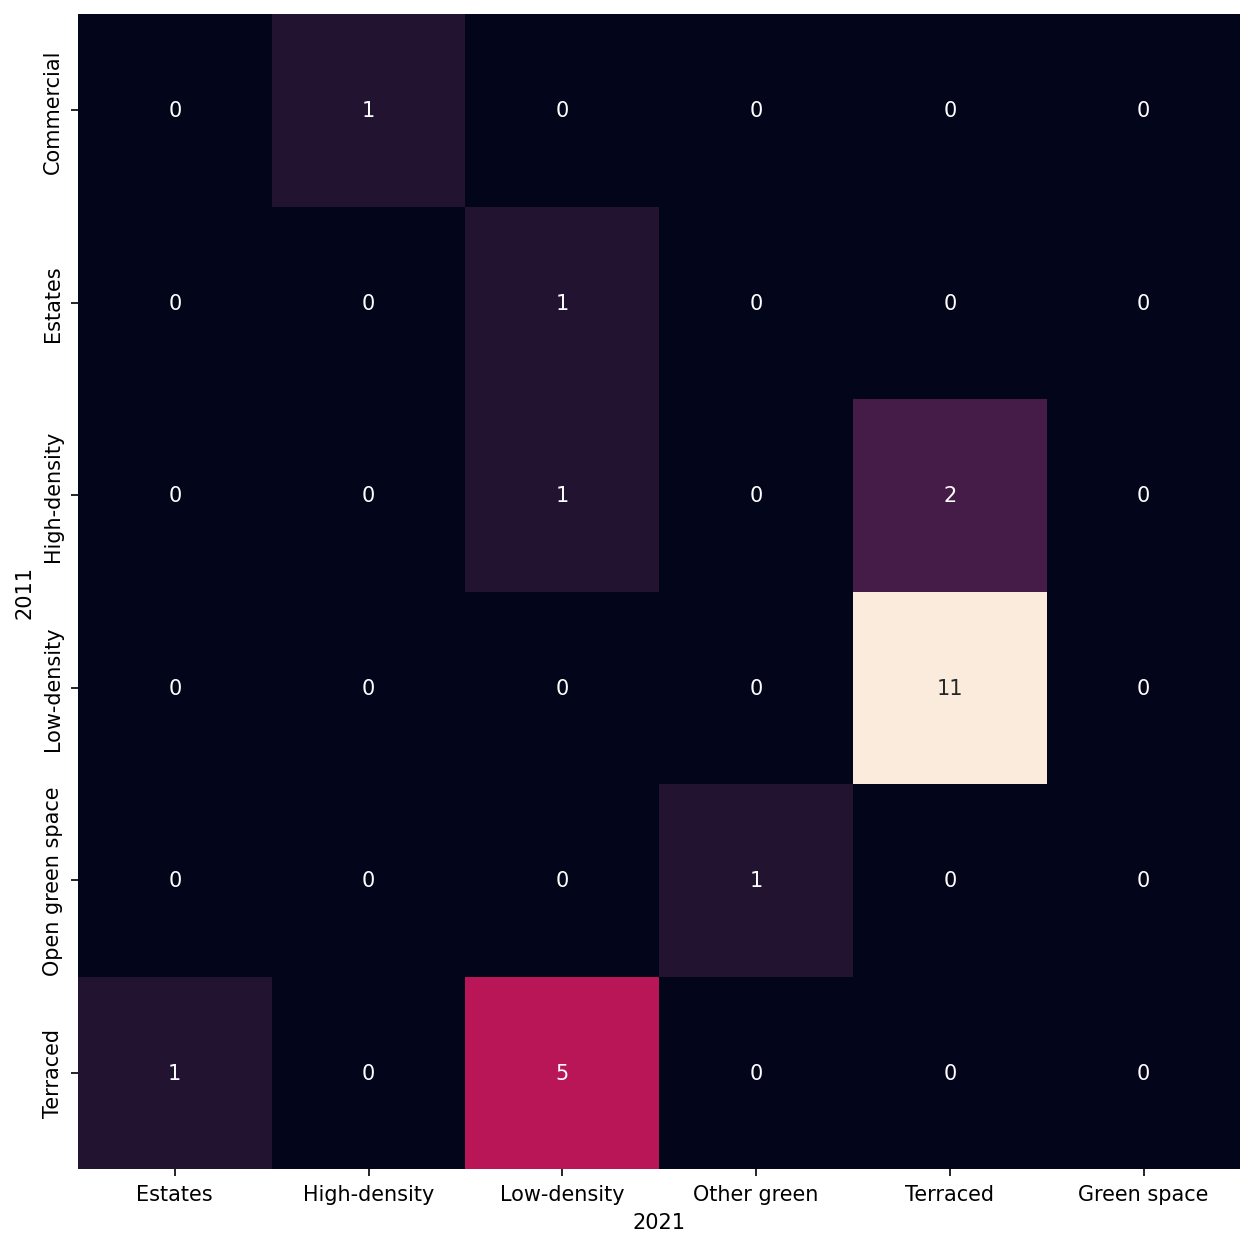 Commercial
0 1 0 0 0 0
Estates
0 0 1 0 0 0
High-density
0 0 1 0 2 0
2011
Low-density
0 0 0 0 11 0
Open green space
0 0 0 1 0 0
Terraced
1 0 5 0 0 0
Estates High-density Low-density Other green Terraced Green space
2021